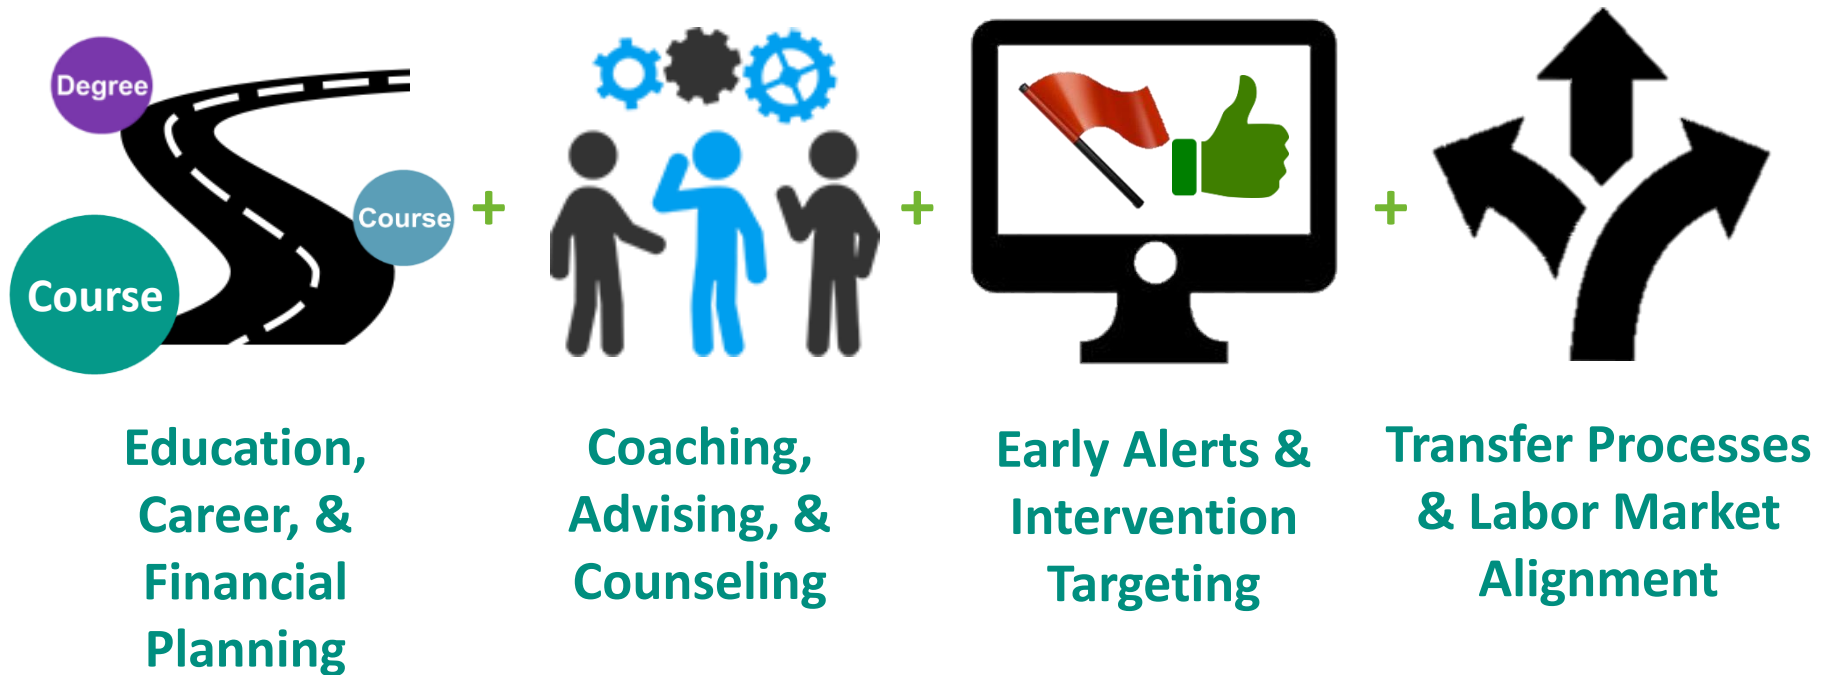 Degree
Course
Course
+
+
+
Education,
Career, &
Financial
Planning
Coaching,
Advising, &
Counseling
Early Alerts &
Intervention
Targeting
Transfer Processes
& Labor Market
Alignment